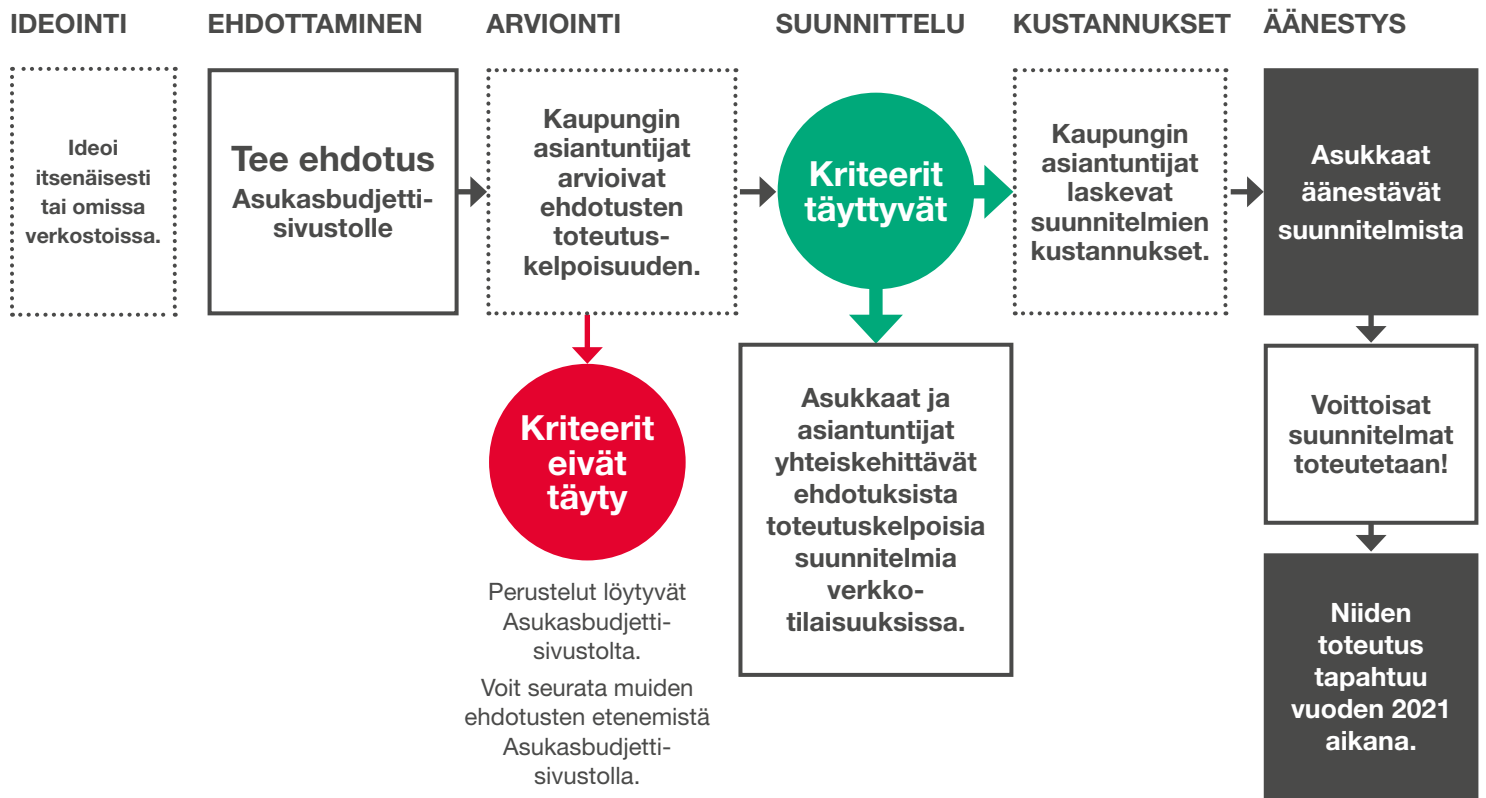 IDEOINTI
EHDOTTAMINEN
ARVIOINTI
SUUNNITTELU
KUSTANNUKSET
ÄÄNESTYS
Ideoi
itsenäisesti
tai omissa
verkostoissa.
Tee ehdotus
Asukasbudjetti-
sivustolle
Kaupungin
asiantuntijat
arvioivat
ehdotusten
toteutus-
kelpoisuuden.
Kriteerit
eivät
täyty
Perustelut löytyvät
Asukasbudjetti-
sivustolta.
Voit seurata muiden
ehdotusten etenemistä
Asukasbudjetti-
sivustolla.
Kriteerit
täyttyvät
Asukkaat ja
asiantuntijat
yhteiskehittävät
ehdotuksista
toteutuskelpoisia
suunnitelmia
verkko-
tilaisuuksissa.
Kaupungin
asiantuntijat
laskevat
suunnitelmien
kustannukset.
Asukkaat
äänestävät
suunnitelmista
Voittoisat
suunnitelmat
toteutetaan!
Niiden
toteutus
tapahtuu
vuoden 2021
aikana.